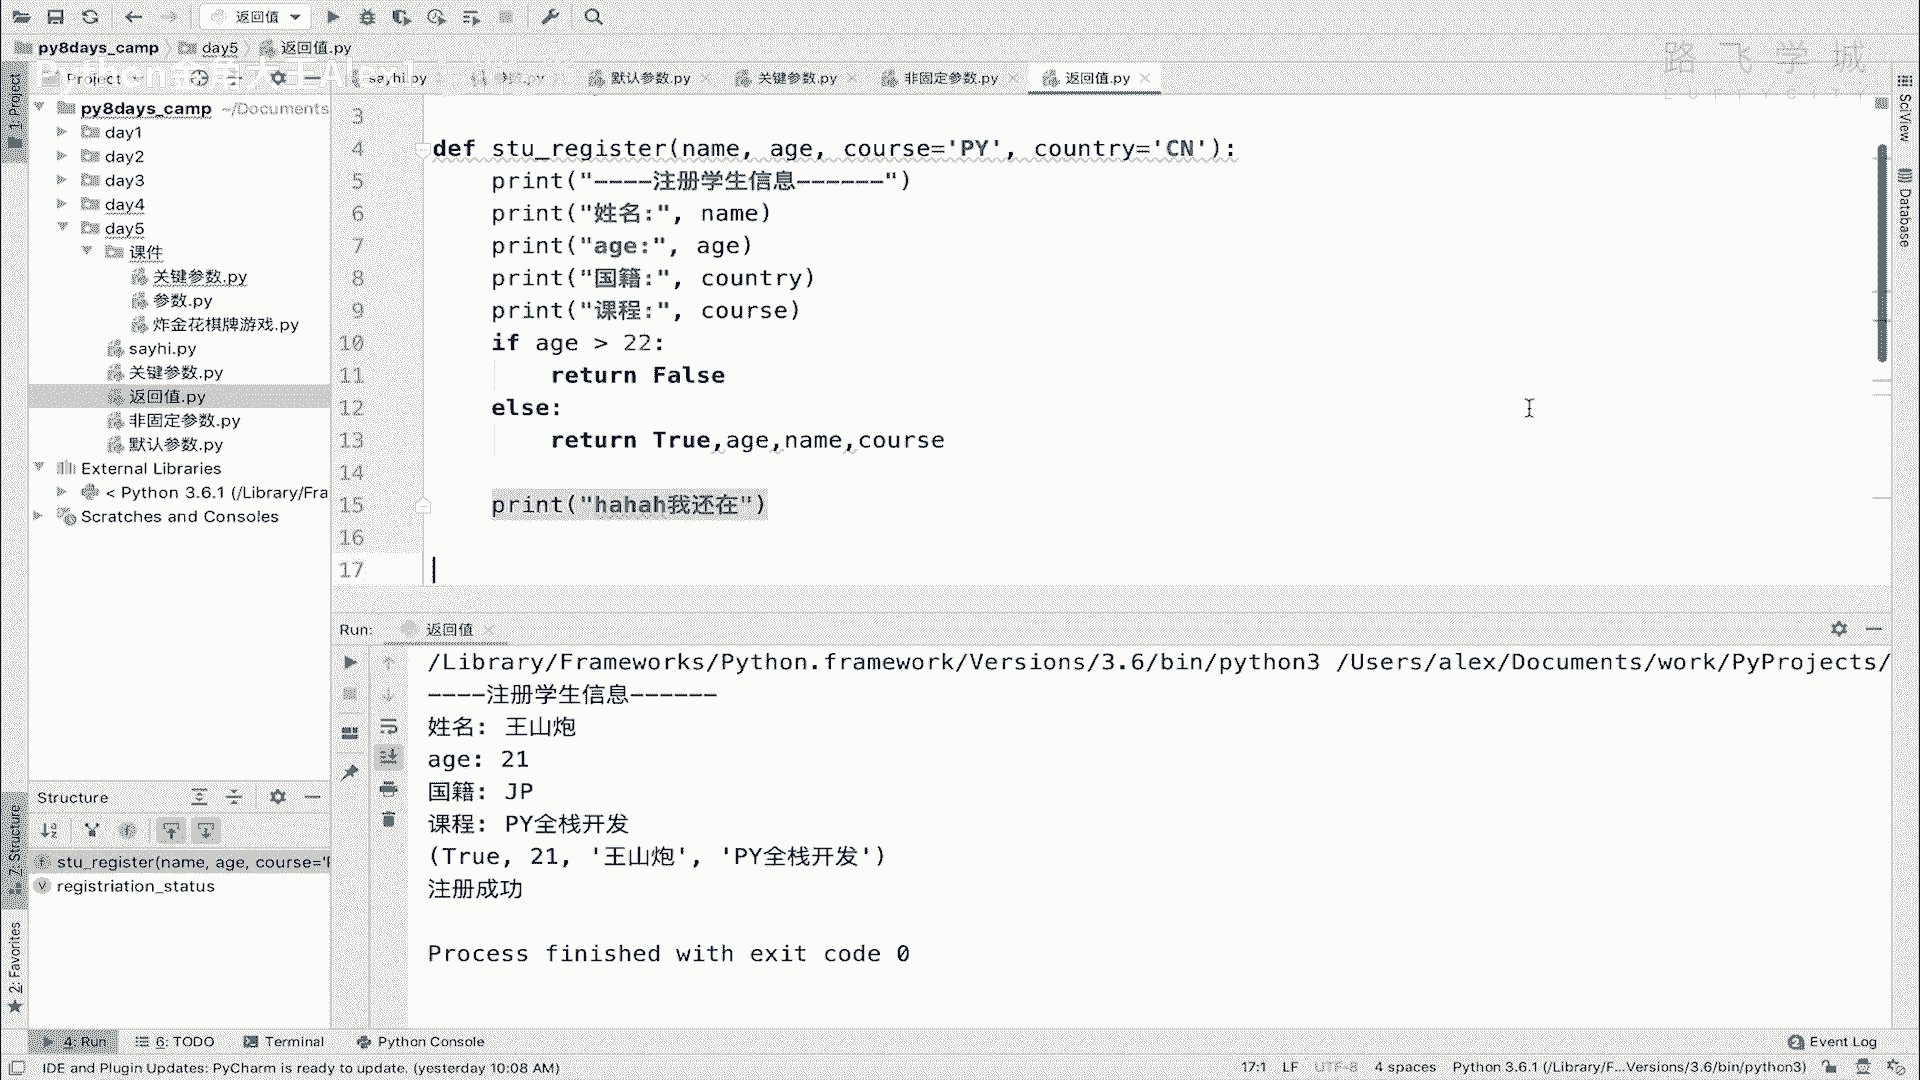 返回值
py8days_camp
day5
返回值.py
路飞学城
LUFFYCITY
Python金角大王Alex1
1: Project
Project
sayhi.py
参数.py
默认参数.py
关键参数.py
非固定参数.py
返回值.py
SciView
Database
py8days_camp ~/Documents
day1
day2
day3
day4
day5
课件
关键参数.py
参数.py
炸金花棋牌游戏.py
sayhi.py
关键参数.py
返回值.py
非固定参数.py
默认参数.py
External Libraries
< Python 3.6.1 (/Library/Fra
Scratches and Consoles
3
4 def stu_register(name, age, course='PY', country='CN'):
5 print("----注册学生信息------")
6 print("姓名:", name)
7 print("age:", age)
8 print("国籍:", country)
9 print("课程:", course)
10 if age > 22:
11 return False
12 else:
13 return True,age,name,course
14
15 print("hahah我还在")
16
17
Structure
7: Structure
stu_register(name, age, course='
registriation_status
2: Favorites
Run: 返回值
/Library/Frameworks/Python.framework/Versions/3.6/bin/python3 /Users/alex/Documents/work/PyProjects/
----注册学生信息------
姓名: 王山炮
age: 21
国籍: JP
课程: PY全栈开发
(True, 21, '王山炮', 'PY全栈开发')
注册成功
Process finished with exit code 0
4: Run
6: TODO
Terminal
Python Console
Event Log
IDE and Plugin Updates: PyCharm is ready to update. (yesterday 10:08 AM)
17:1 LF UTF-8 4 spaces Python 3.6.1 (/Library/F...Versions/3.6/bin/python3)